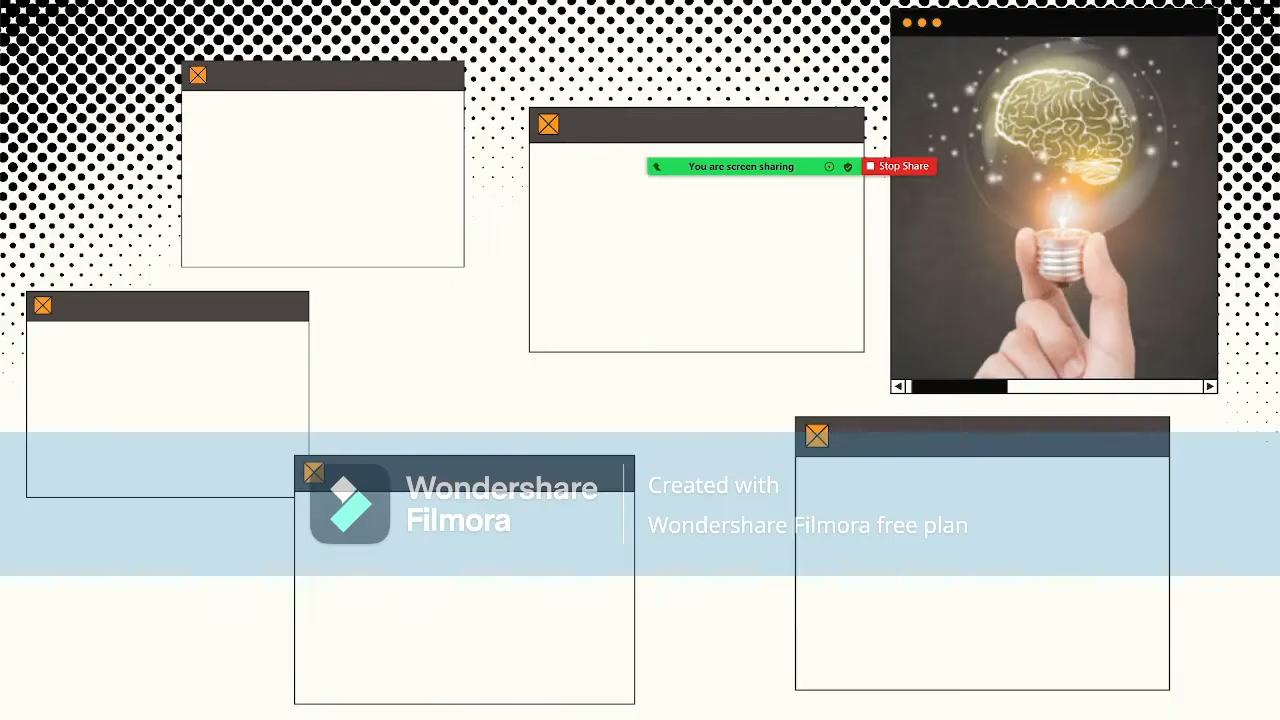 You are screen sharing
Stop Share
Wondershare
Filmora
Created with
Wondershare Filmora free plan